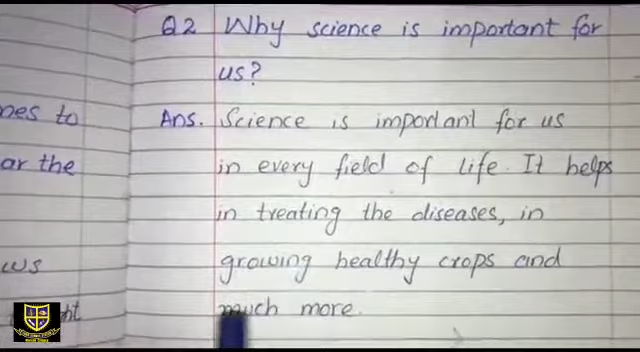 Q2 Why science is important for
us?
nes to
Ans. Science is important for us
ar the
in every field of life. It helps
in treating the diseases, in
ws
growing healthy crops and
ht
much more.